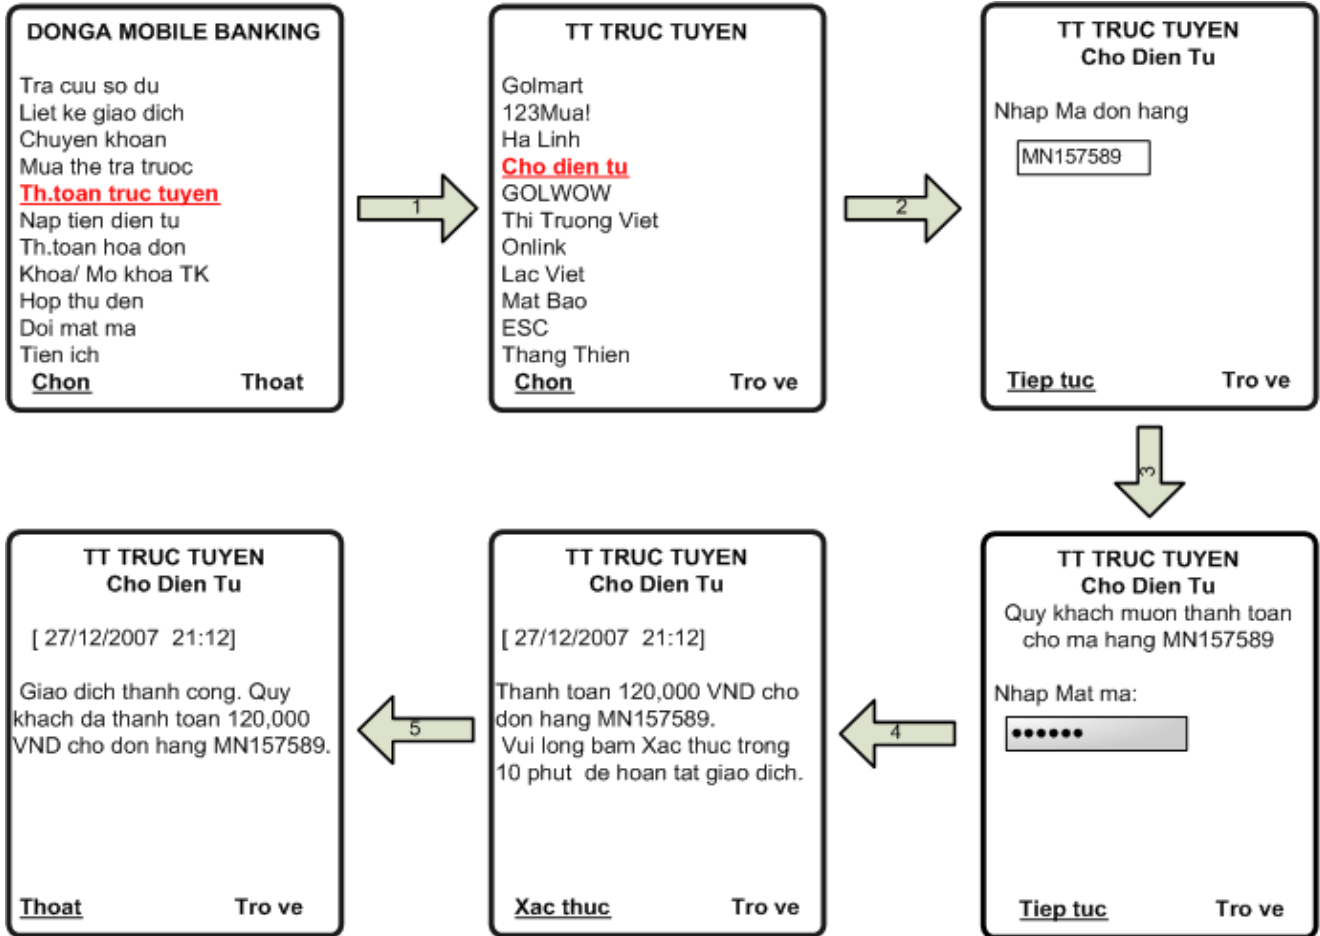 DONGA MOBILE BANKING
Tra cuu so du
Liet ke giao dich
Chuyen khoan
Mua the tra truoc
Th.toan truc tuyen
Nap tien dien tu
Th.toan hoa don
Khoa/ Mo khoa TK
Hop thu den
Doi mat ma
Tien ich
Chon Thoat
1
TT TRUC TUYEN
Golmart
123Mua!
Ha Linh
Cho dien tu
GOLWOW
Thi Truong Viet
Onlink
Lac Viet
Mat Bao
ESC
Thang Thien
Chon Tro ve
2
TT TRUC TUYEN
Cho Dien Tu
Nhap Ma don hang
MN157589
Tiep tuc Tro ve
3
TT TRUC TUYEN
Cho Dien Tu
Quy khach muon thanh toan
cho ma hang MN157589
Nhap Mat ma:
●●●●●●
Tiep tuc Tro ve
4
TT TRUC TUYEN
Cho Dien Tu
[ 27/12/2007 21:12]
Thanh toan 120,000 VND cho
don hang MN157589.
Vui long bam Xac thuc trong
10 phut de hoan tat giao dich.
Xac thuc Tro ve
5
TT TRUC TUYEN
Cho Dien Tu
[ 27/12/2007 21:12]
Giao dich thanh cong. Quy
khach da thanh toan 120,000
VND cho don hang MN157589.
Thoat Tro ve